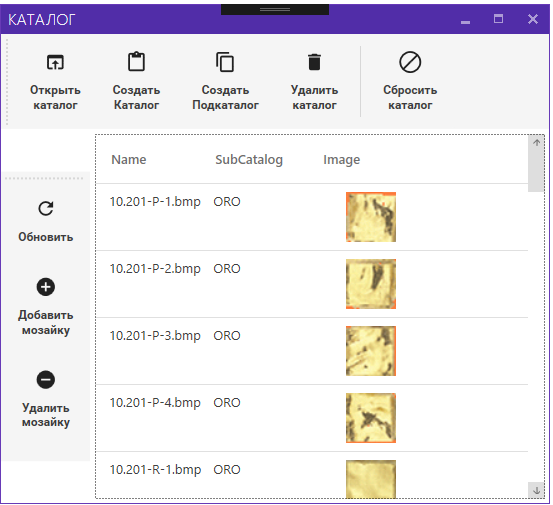 КАТАЛОГ
Открыть
каталог
Создать
Каталог
Создать
Подкаталог
Удалить
каталог
Сбросить
каталог
Обновить
Добавить
мозайку
Удалить
мозайку
Name SubCatalog Image
10.201-P-1.bmp ORO
10.201-P-2.bmp ORO
10.201-P-3.bmp ORO
10.201-P-4.bmp ORO
10.201-R-1.bmp ORO